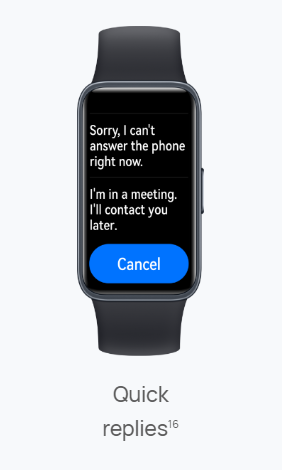 Sorry, I can't
answer the phone
right now.
I'm in a meeting.
I'll contact you
later.
Cancel
Quick
replies16